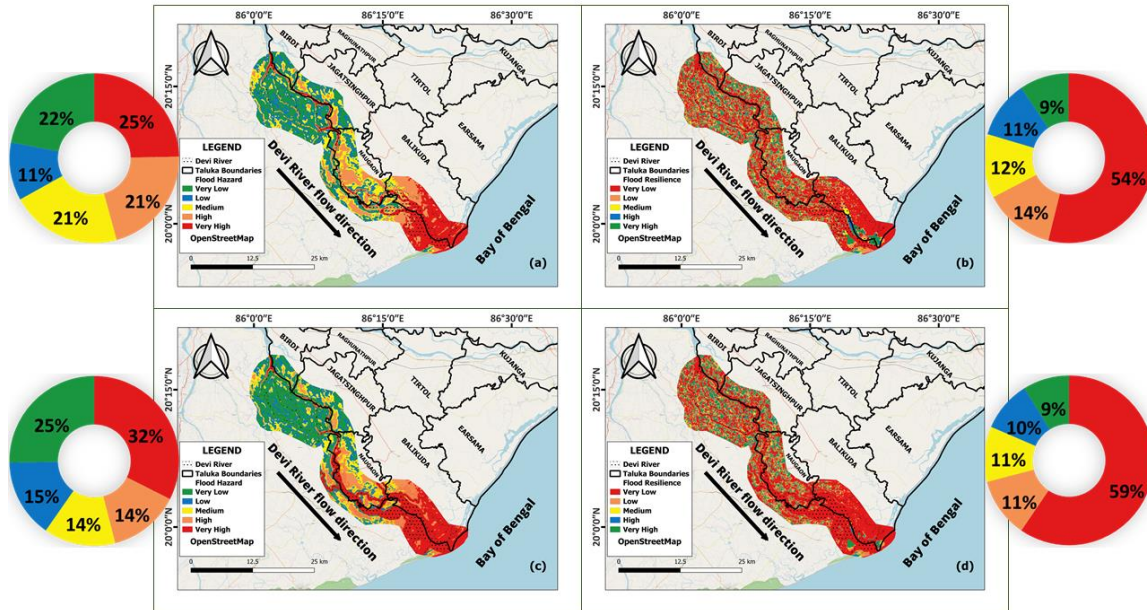 86°0'0"E 86°15'0"E 86°30'0"E
20°15'0"N
20°0'0"N
BIRDI
RAGHUNATHPUR
KUJANGA
JAGATSINGHPUR
TIRTOL
EARSAMA
BALIKUDA
NAUGAON
LEGEND
Devi River
Taluka Boundaries
Flood Hazard
Very Low
Low
Medium
High
Very High
OpenStreetMap
Devi River flow direction
Bay of Bengal
0 12.5 25 km
(a)
22%
25%
11%
21%
21%
86°0'0"E 86°15'0"E 86°30'0"E
20°15'0"N
20°0'0"N
BIRDI
RAGHUNATHPUR
KUJANGA
JAGATSINGHPUR
TIRTOL
EARSAMA
BALIKUDA
NAUGAON
LEGEND
Devi River
Taluka Boundaries
Flood Resilience
Very Low
Low
Medium
High
Very High
OpenStreetMap
Devi River flow direction
Bay of Bengal
0 12.5 25 km
(b)
9%
11%
12%
14%
54%
86°0'0"E 86°15'0"E 86°30'0"E
20°15'0"N
20°0'0"N
BIRDI
RAGHUNATHPUR
KUJANGA
JAGATSINGHPUR
TIRTOL
EARSAMA
BALIKUDA
NAUGAON
LEGEND
Devi River
Taluka Boundaries
Flood Hazard
Very Low
Low
Medium
High
Very High
OpenStreetMap
Devi River flow direction
Bay of Bengal
0 12.5 25 km
(c)
25%
32%
15%
14%
14%
86°0'0"E 86°15'0"E 86°30'0"E
20°15'0"N
20°0'0"N
BIRDI
RAGHUNATHPUR
KUJANGA
JAGATSINGHPUR
TIRTOL
EARSAMA
BALIKUDA
NAUGAON
LEGEND
Devi River
Taluka Boundaries
Flood Resilience
Very Low
Low
Medium
High
Very High
OpenStreetMap
Devi River flow direction
Bay of Bengal
0 12.5 25 km
(d)
9%
10%
11%
11%
59%